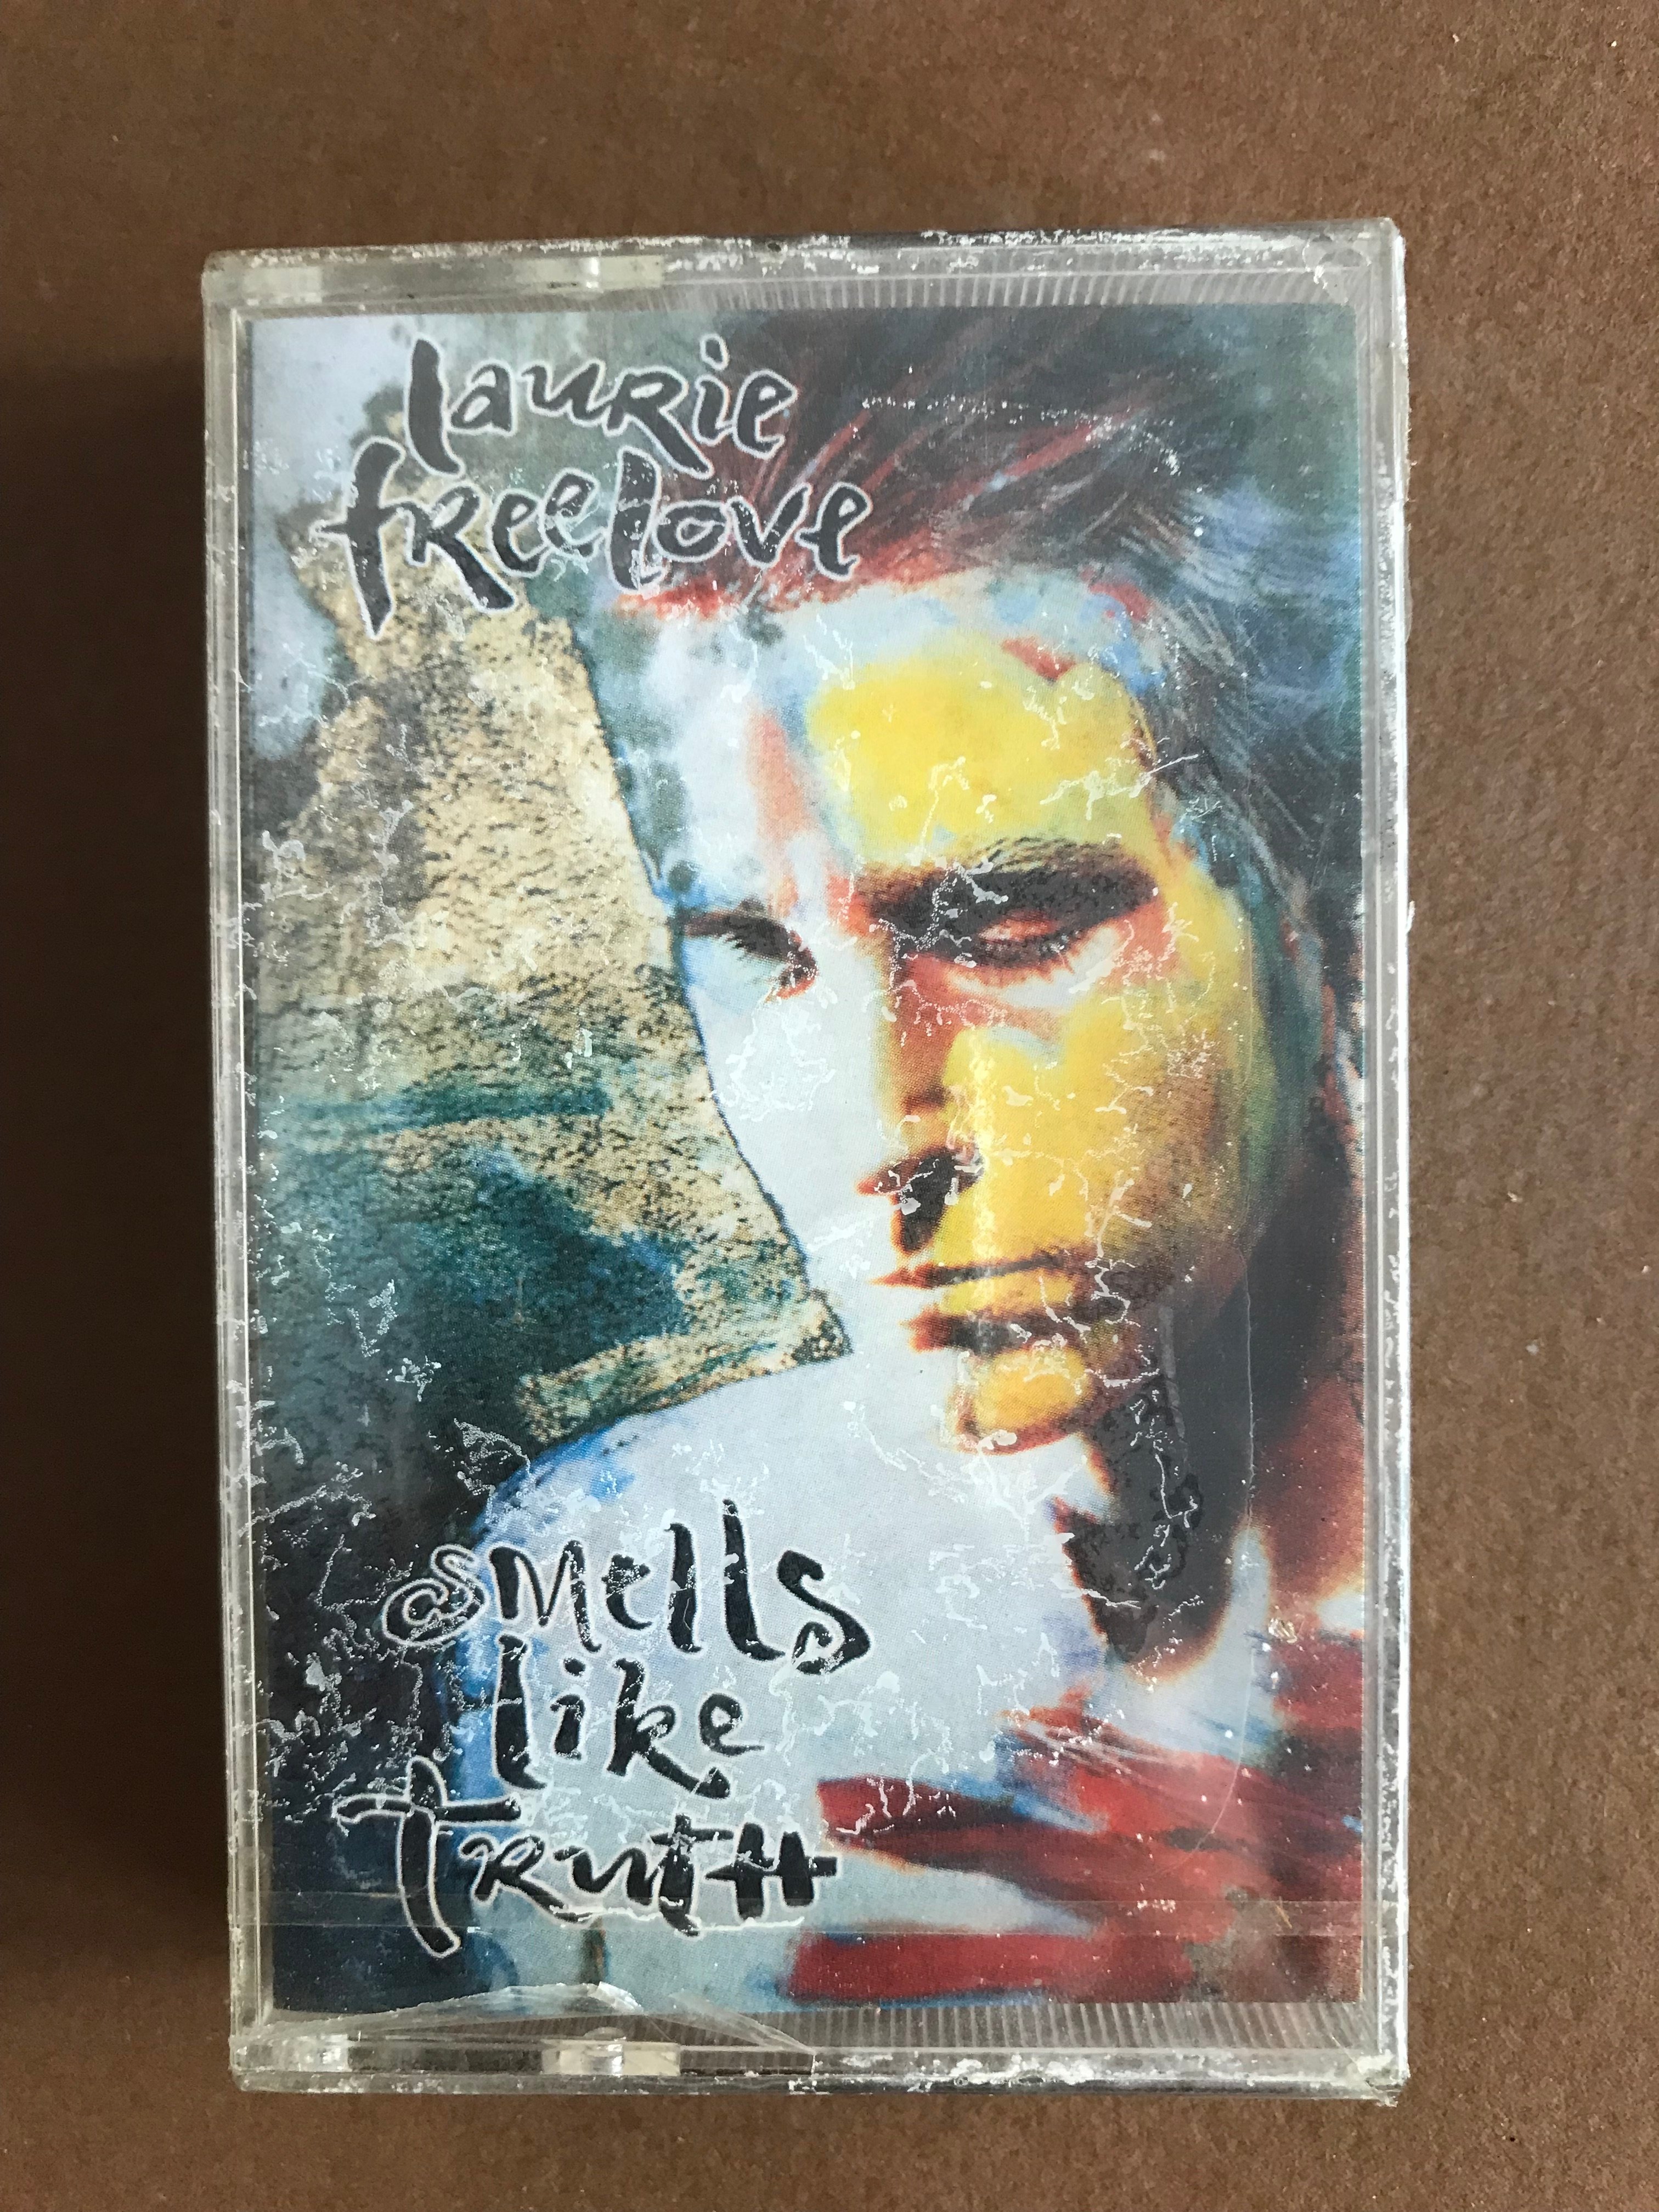 laurie
freelove
smells
like
truth